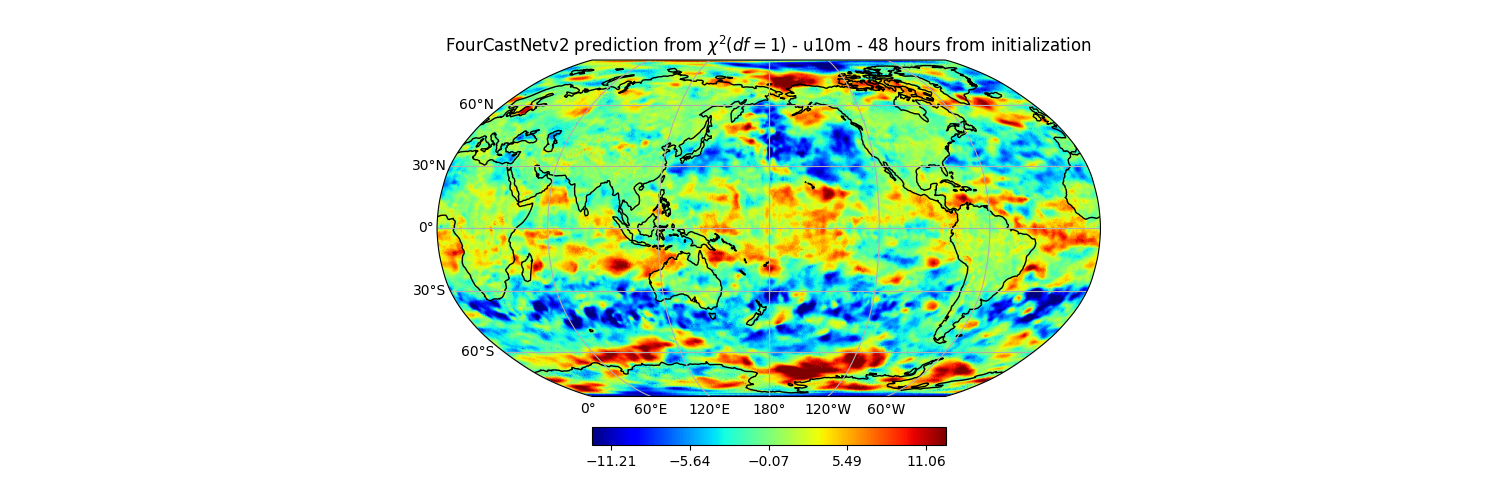 FourCastNetv2 prediction from χ²(df = 1) - u10m - 48 hours from initialization
60°N
30°N
0°
30°S
60°S
0° 60°E 120°E 180° 120°W 60°W
−11.21 −5.64 −0.07 5.49 11.06